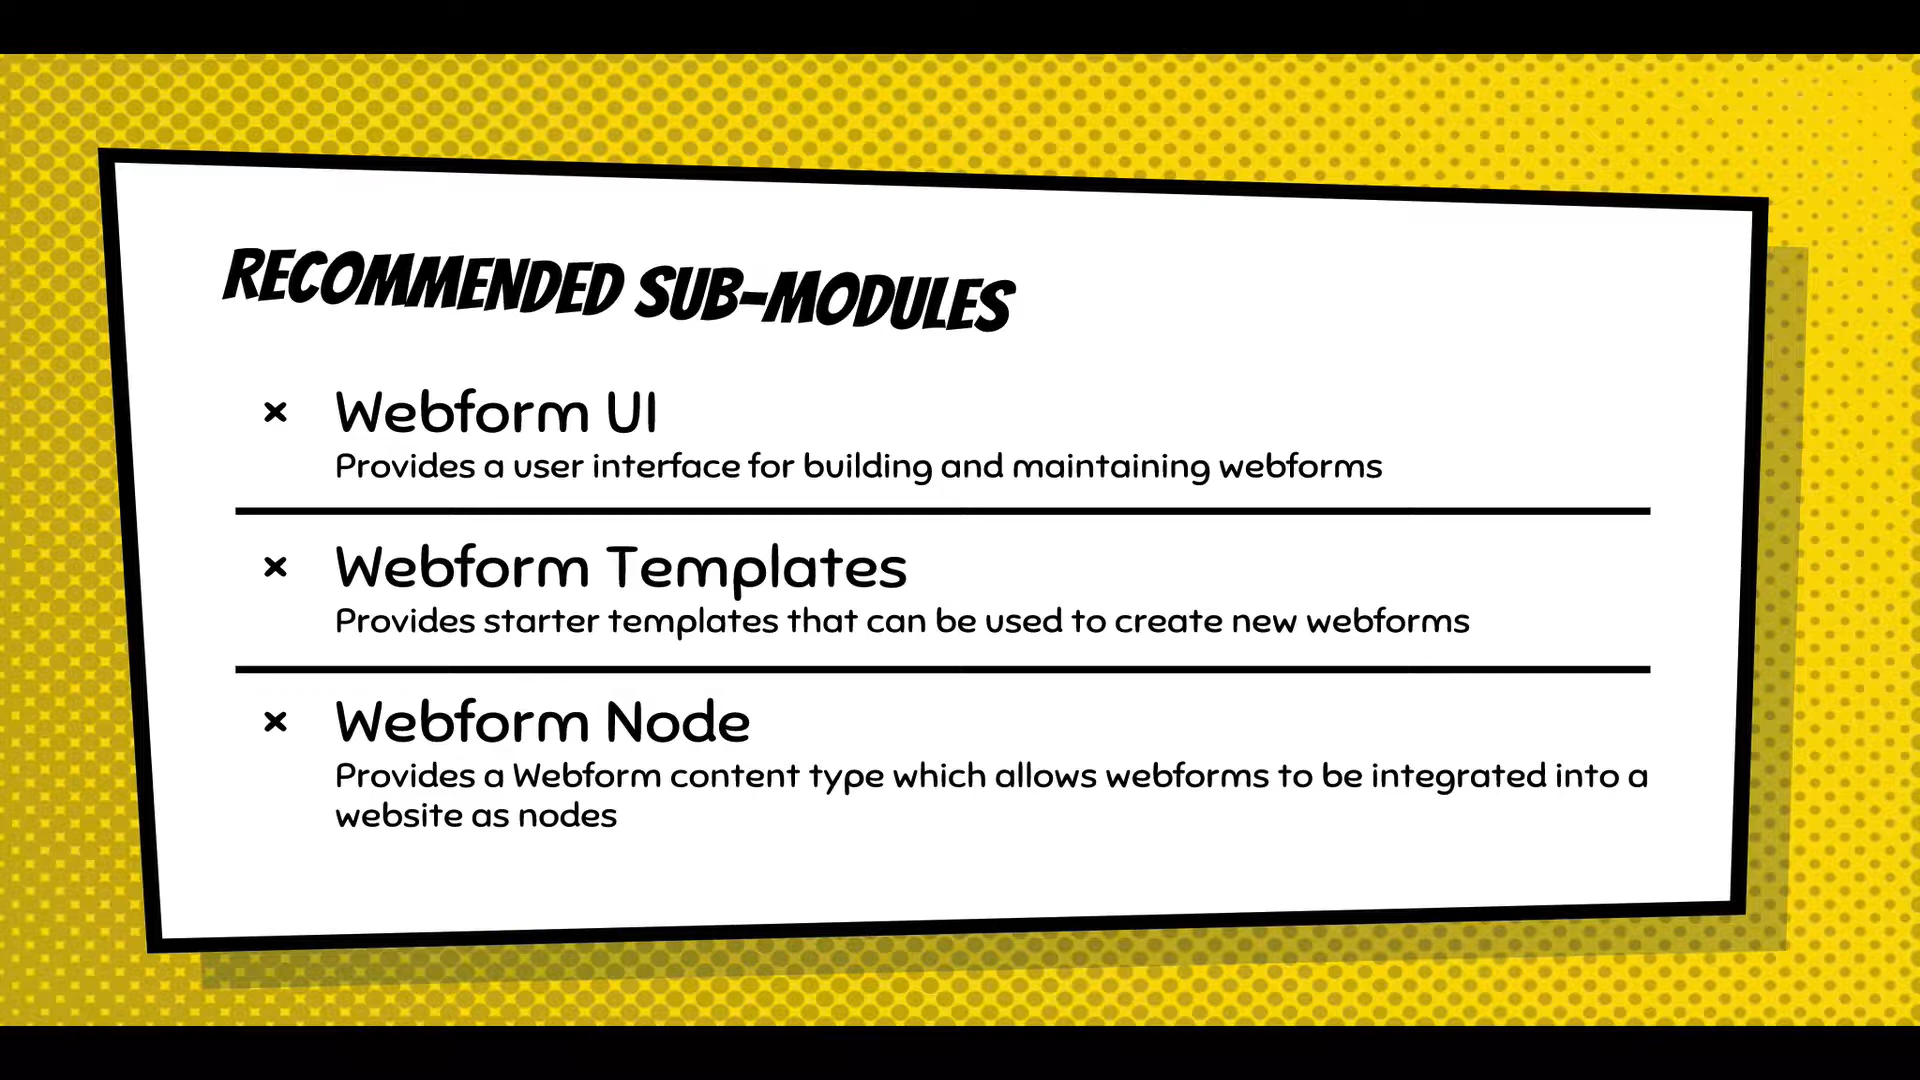 RECOMMENDED SUB-MODULES
× Webform UI
Provides a user interface for building and maintaining webforms
× Webform Templates
Provides starter templates that can be used to create new webforms
× Webform Node
Provides a Webform content type which allows webforms to be integrated into a
website as nodes